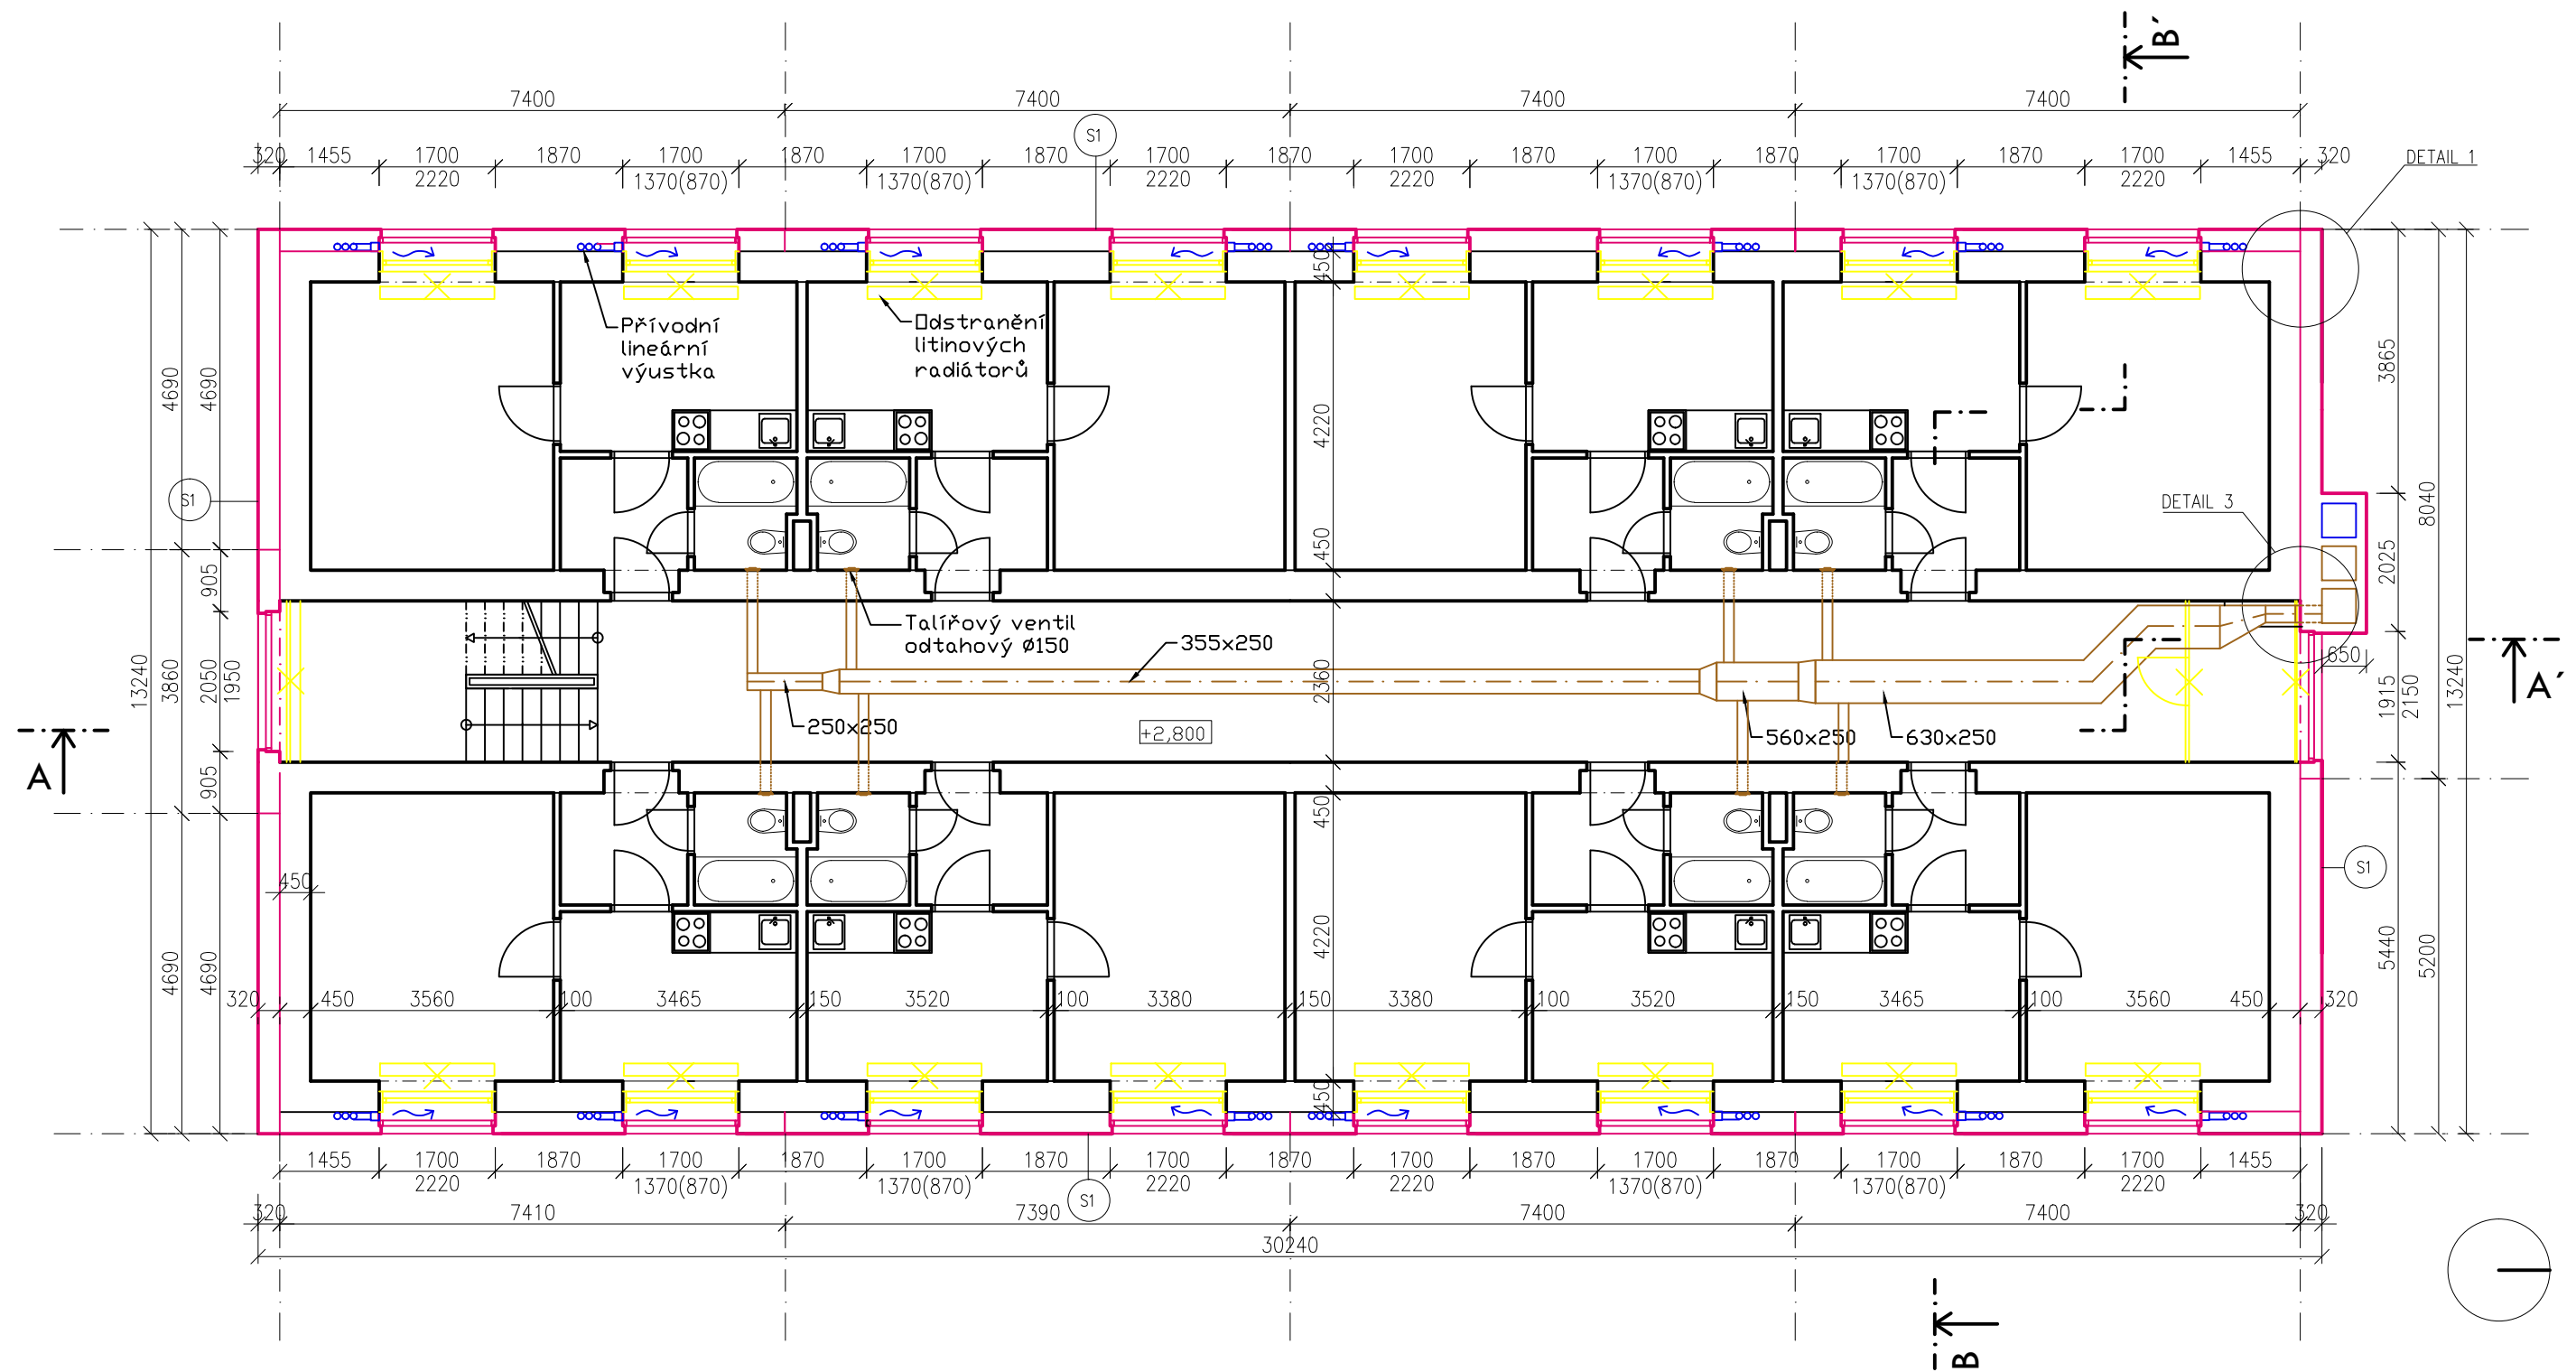 B´
7400 7400 7400 7400
S1
320 1455 1700 1870 1700 1870 1700 1870 1700 1870 1700 1870 1700 1870 1700 1870 1700 1455 320
DETAIL 1
2220 1370(870) 1370(870) 2220 2220 1370(870) 1370(870) 2220
450
Přívodní
lineární
výustka
Odstranění
litinových
radiátorů
4690 4690 4220 3865
S1
DETAIL 3
8040
905 450 2025
Talířový ventil
odtahový Ø150
355x250
650
13240 3860 2050 1950 2360 1915 2150 13240
A´
250x250
+2,800
560x250
630x250
A
905 450
S1
450
4690 4690 4220 5440 5200
320 450 3560 100 3465 150 3520 100 3380 150 3380 100 3520 150 3465 100 3560 450 320
450
1455 1700 1870 1700 1870 1700 1870 1700 1870 1700 1870 1700 1870 1700 1870 1700 1455
2220 1370(870) 1370(870) 2220 2220 1370(870) 1370(870) 2220
S1
320 7410 7390 7400 7400 320
30240
B